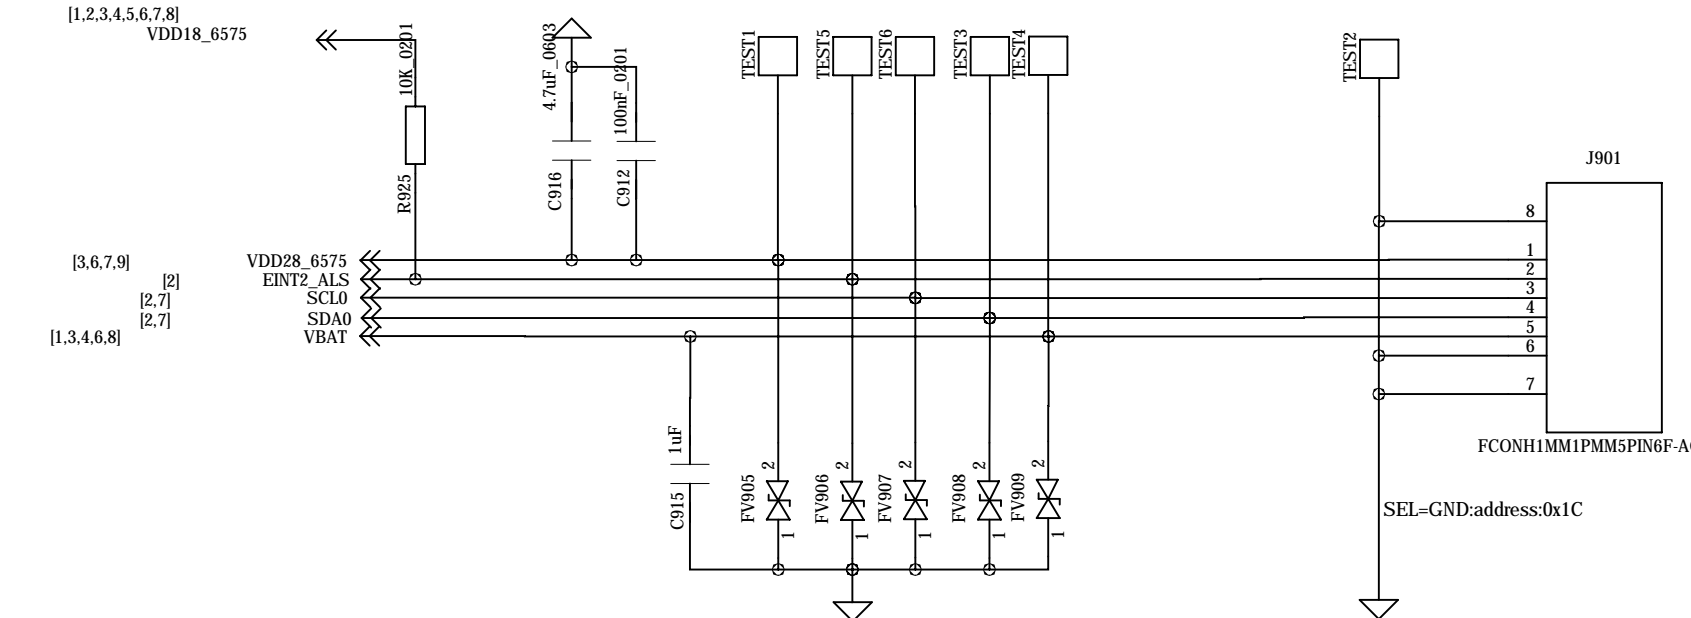 [1,2,3,4,5,6,7,8]
VDD18_6575
10K_0201
R925
4.7uF_0603
C916
100nF_0201
C912
TEST1
TEST5
TEST6
TEST3
TEST4
TEST2
J901
8
[3,6,7,9] VDD28_6575 1
[2] EINT2_ALS 2
[2,7] SCL0 3
[2,7] SDA0 4
[1,3,4,6,8] VBAT 5
6
7
FCONH1MM1PMM5PIN6F-A
1uF
C915
FV905 2 1
FV906 2 1
FV907 2 1
FV908 2 1
FV909 2 1
SEL=GND:address:0x1C